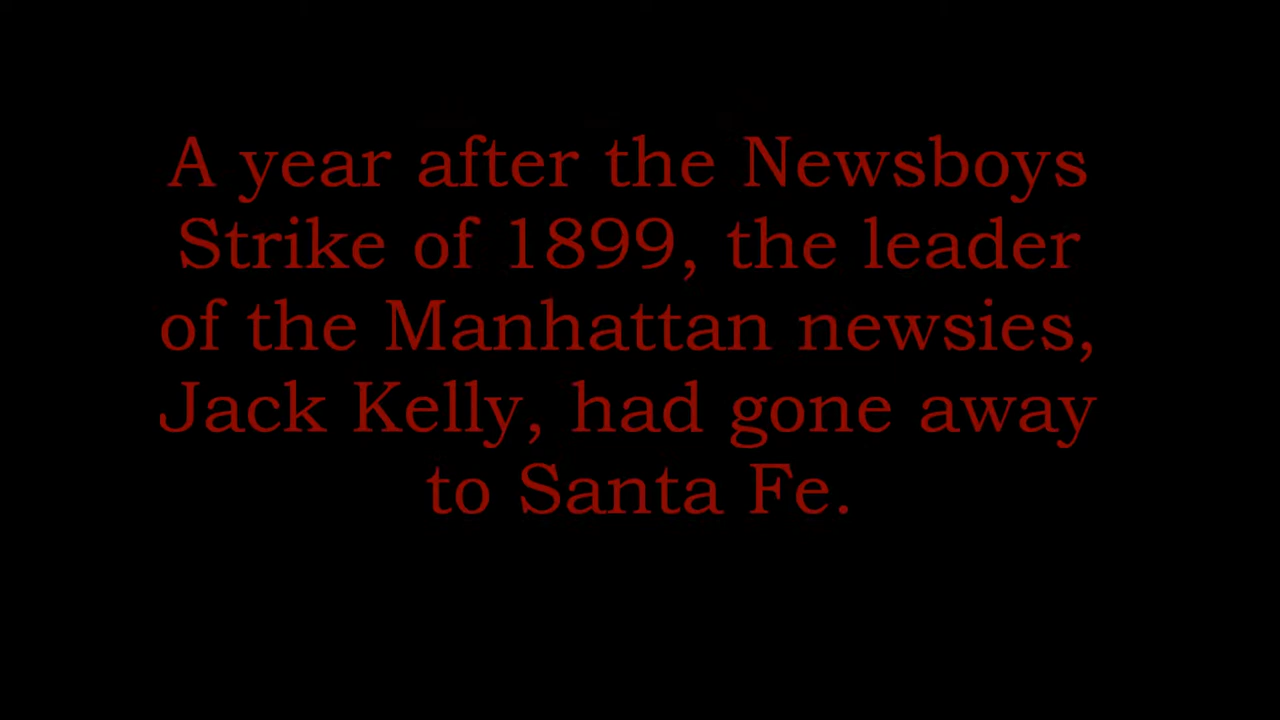 A year after the Newsboys
Strike of 1899, the leader
of the Manhattan newsies,
Jack Kelly, had gone away
to Santa Fe.